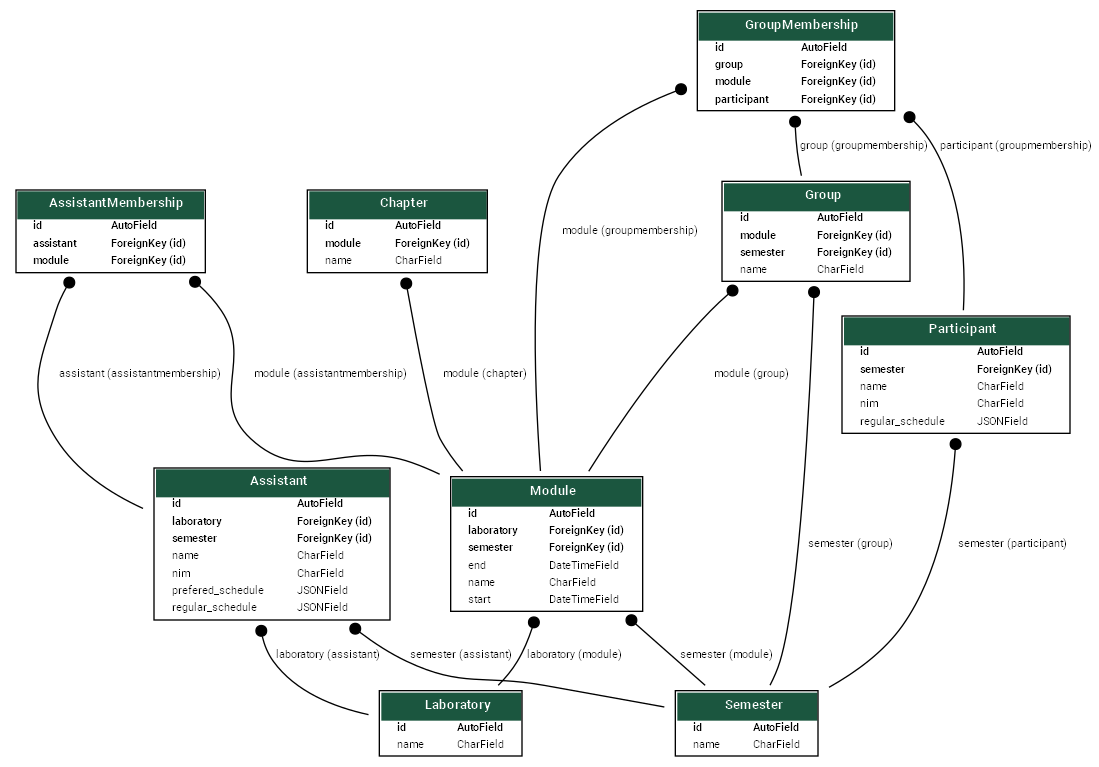 GroupMembership
id AutoField
group ForeignKey (id)
module ForeignKey (id)
participant ForeignKey (id)
group (groupmembership)
participant (groupmembership)
AssistantMembership
id AutoField
assistant ForeignKey (id)
module ForeignKey (id)
Chapter
id AutoField
module ForeignKey (id)
name CharField
module (groupmembership)
Group
id AutoField
module ForeignKey (id)
semester ForeignKey (id)
name CharField
Participant
id AutoField
semester ForeignKey (id)
name CharField
nim CharField
regular_schedule JSONField
assistant (assistantmembership)
module (assistantmembership)
module (chapter)
module (group)
Assistant
id AutoField
laboratory ForeignKey (id)
semester ForeignKey (id)
name CharField
nim CharField
prefered_schedule JSONField
regular_schedule JSONField
Module
id AutoField
laboratory ForeignKey (id)
semester ForeignKey (id)
end DateTimeField
name CharField
start DateTimeField
semester (group)
semester (participant)
laboratory (assistant)
semester (assistant)
laboratory (module)
semester (module)
Laboratory
id AutoField
name CharField
Semester
id AutoField
name CharField